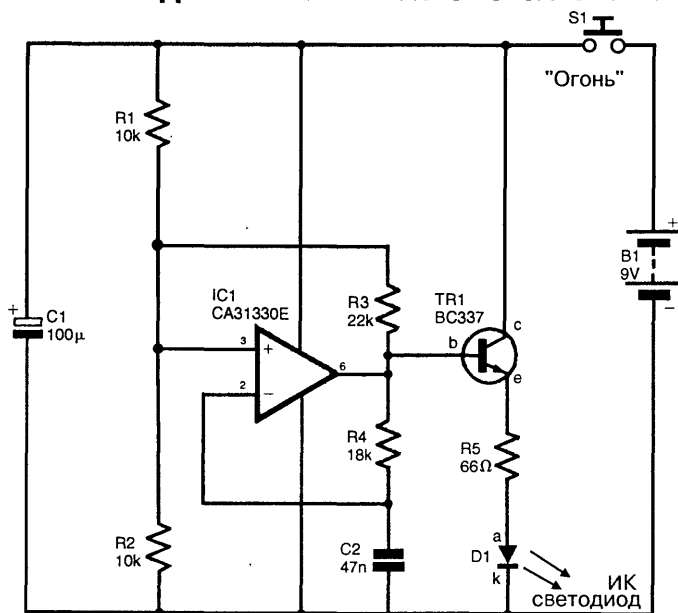 S1
"Огонь"
R1
10k
B1
9V
+
−
IC1
CA31330E
R3
22k
TR1
BC337
c
b
e
+
C1
100µ
3
+
2
−
6
R4
18k
R5
66Ω
R2
10k
C2
47n
a
D1
k
ИК
светодиод